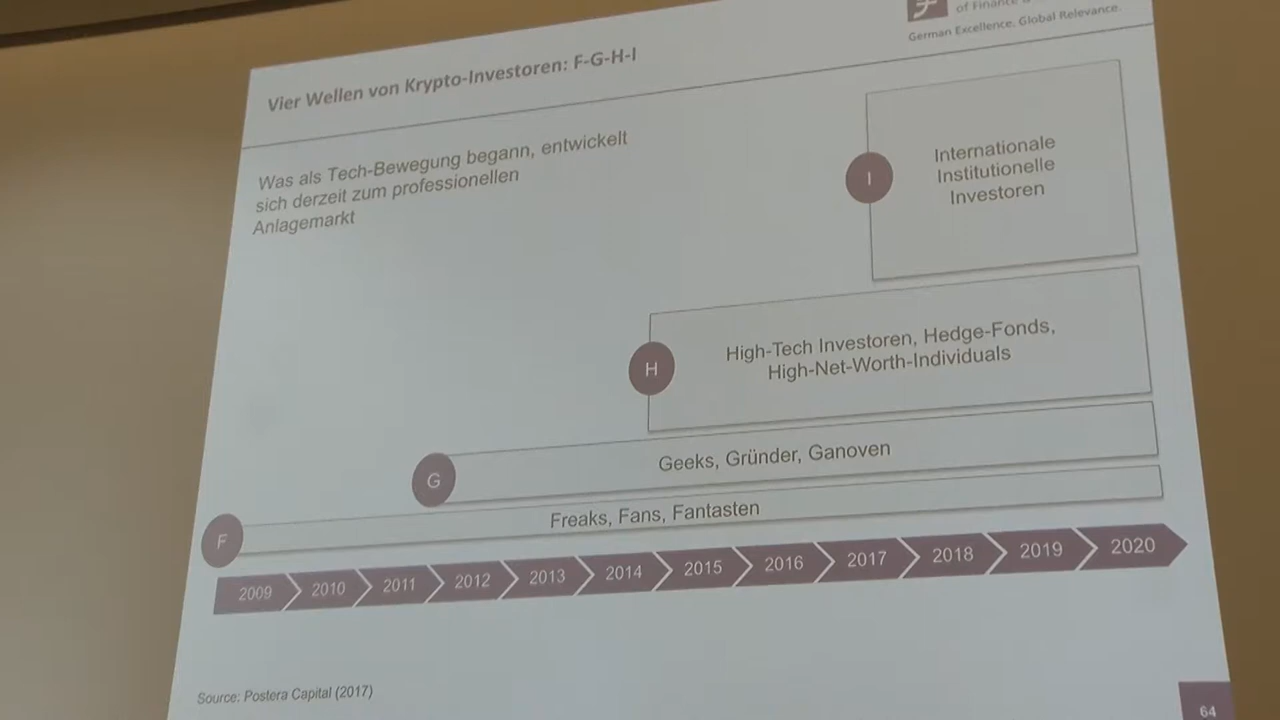 of Finance
German Excellence. Global Relevance.
Vier Wellen von Krypto-Investoren: F-G-H-I
Was als Tech-Bewegung begann, entwickelt
sich derzeit zum professionellen
Anlagemarkt
I
Internationale
Institutionelle
Investoren
H
High-Tech Investoren, Hedge-Fonds,
High-Net-Worth-Individuals
G
Geeks, Gründer, Ganoven
F
Freaks, Fans, Fantasten
2009 2010 2011 2012 2013 2014 2015 2016 2017 2018 2019 2020
Source: Postera Capital (2017)
64